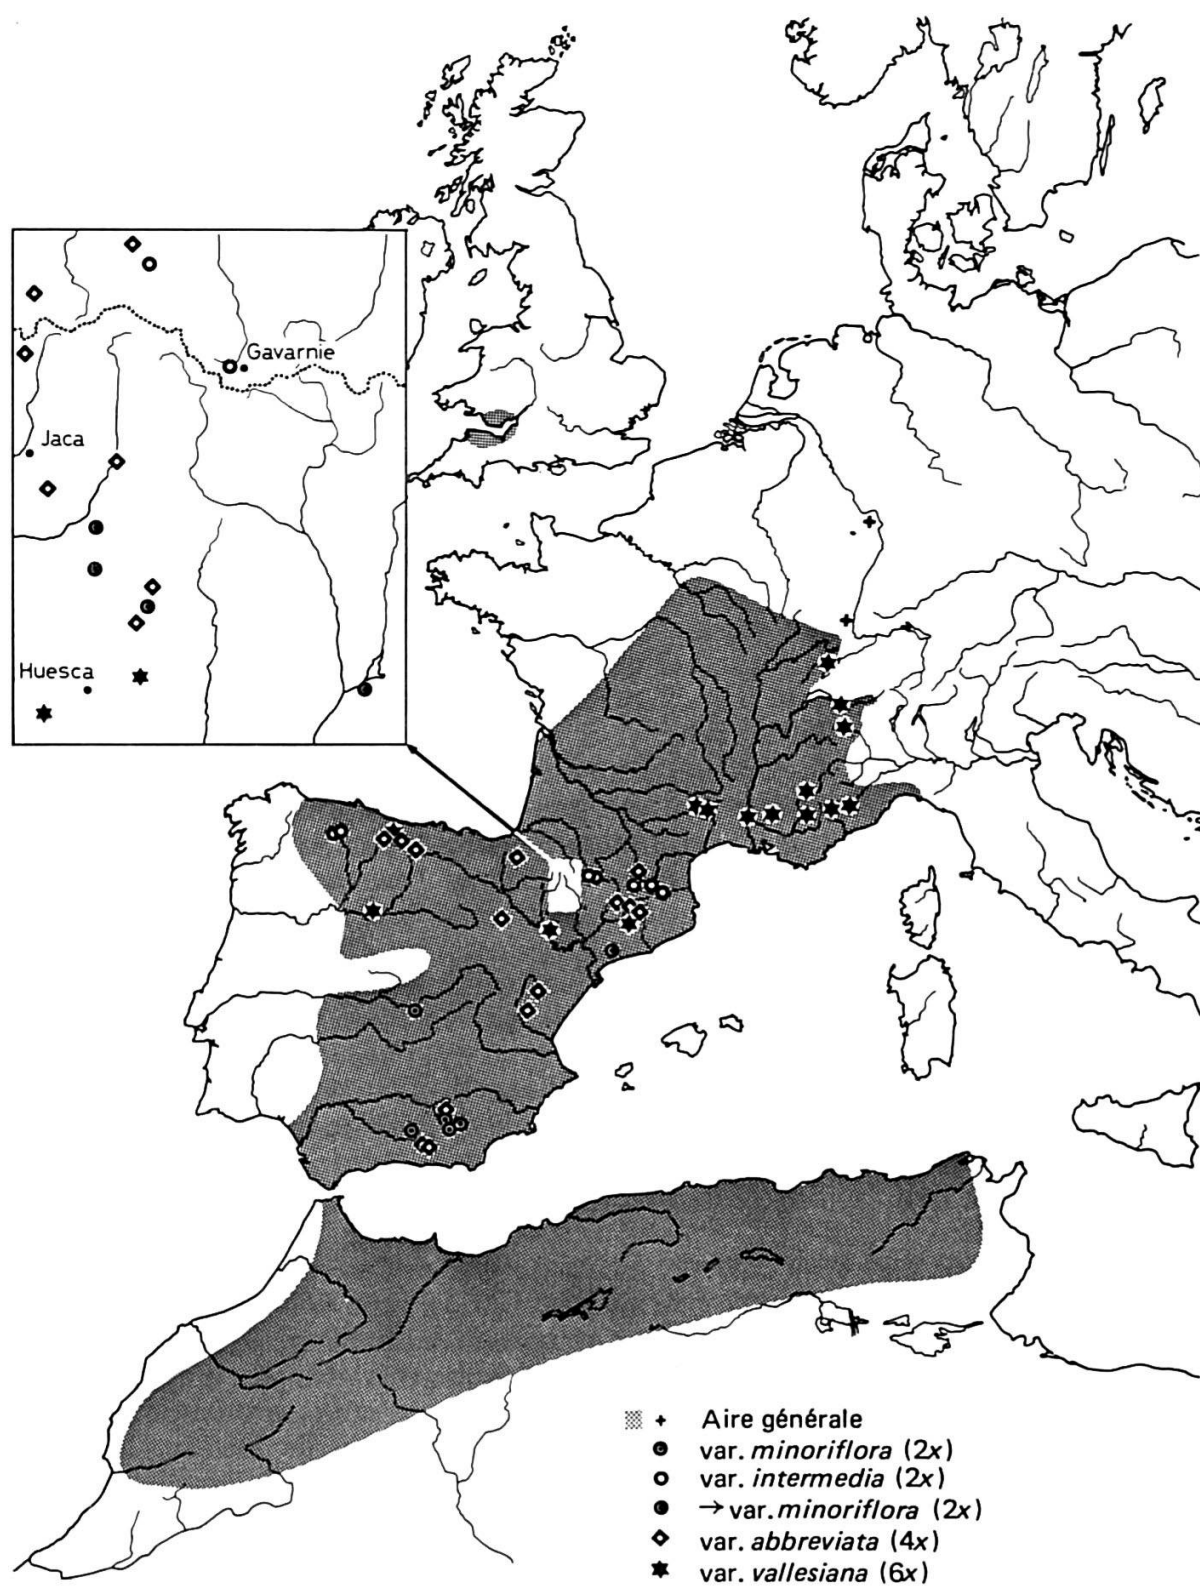 Gavarnie
Jaca
Huesca
Aire générale
var. minoriflora (2x)
var. intermedia (2x)
→ var. minoriflora (2x)
var. abbreviata (4x)
var. vallesiana (6x)